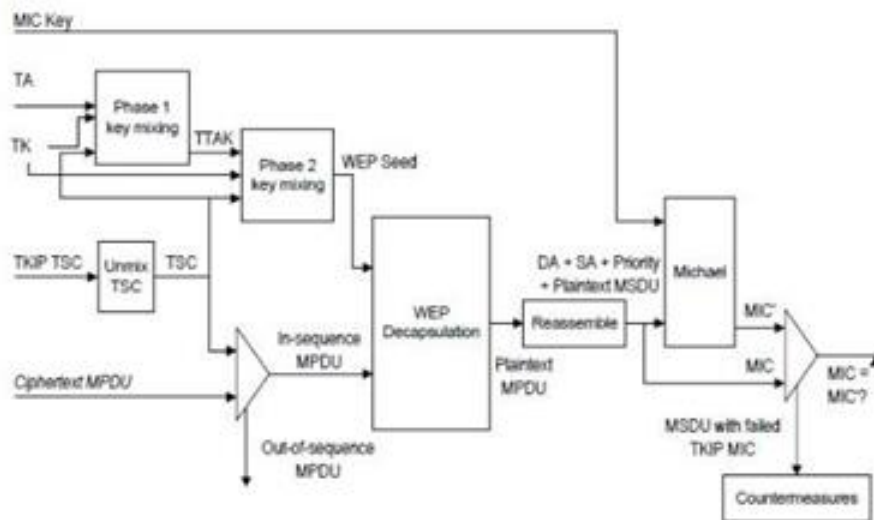 MIC Key
TA
Phase 1
key mixing
TTAK
TK
Phase 2
key mixing
WEP Seed
TKIP TSC
Unmix
TSC
TSC
DA + SA + Priority
+ Plaintext MSDU
Michael
WEP
Decapsulation
Reassemble
MIC'
In-sequence
MPDU
Ciphertext MPDU
Plaintext
MPDU
MIC
MIC =
MIC'?
Out-of-sequence
MPDU
MSDU with failed
TKIP MIC
Countermeasures